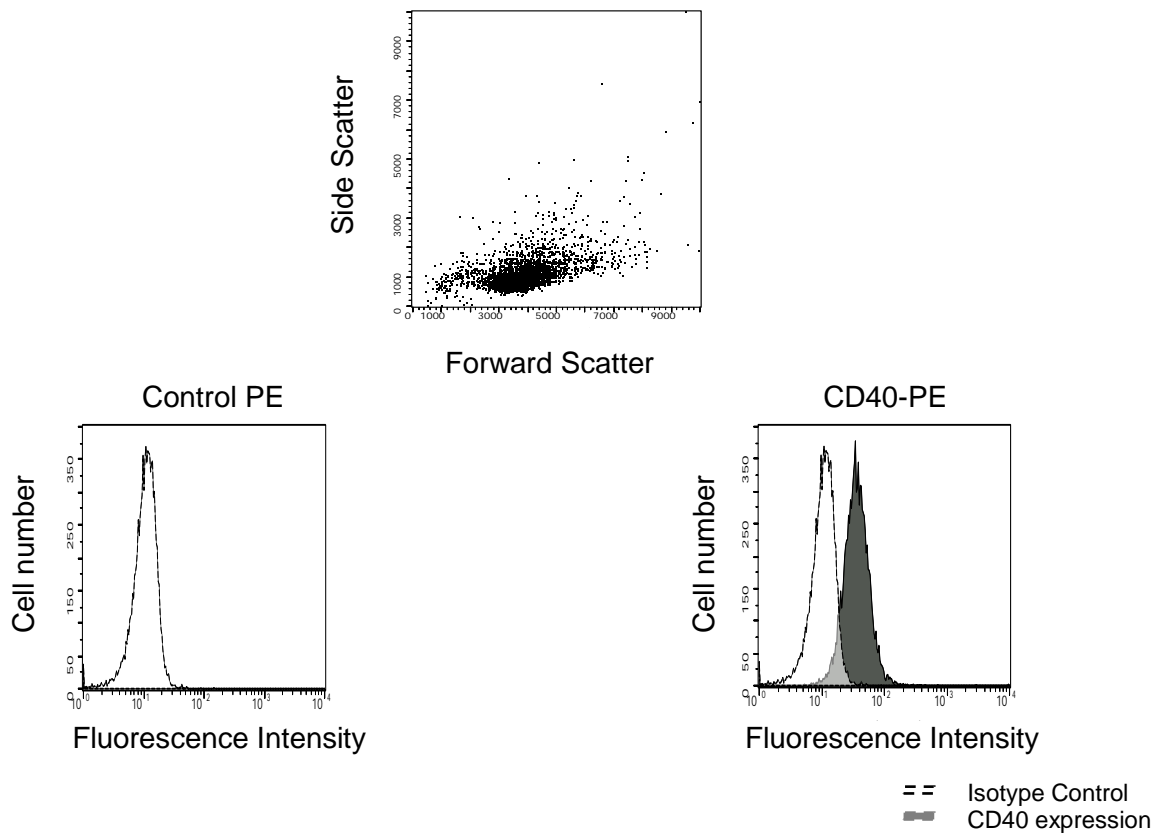 Side Scatter
9000
7000
5000
3000
1000
0
0 1000 3000 5000 7000 9000
Forward Scatter
Control PE
Cell number
350
250
150
50
0
10^0 10^1 10^2 10^3 10^4
Fluorescence Intensity
CD40-PE
Cell number
350
250
150
50
0
10^0 10^1 10^2 10^3 10^4
Fluorescence Intensity
Isotype Control
CD40 expression